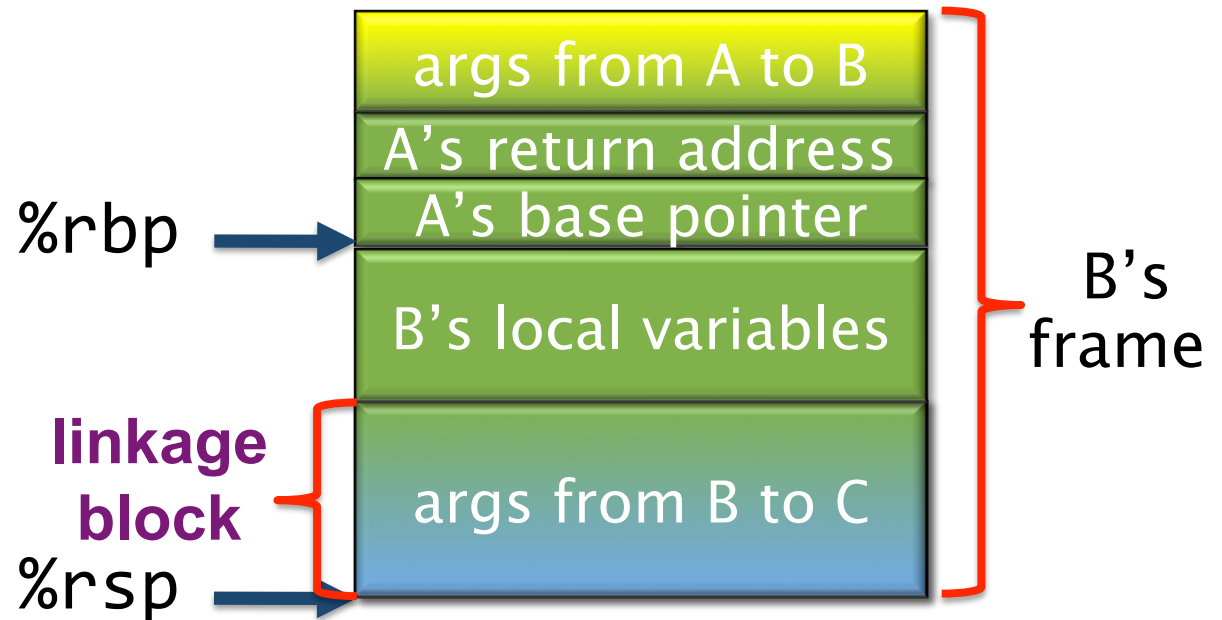 args from A to B
A’s return address
A’s base pointer
%rbp
B’s local variables
B’s
frame
linkage
block
args from B to C
%rsp